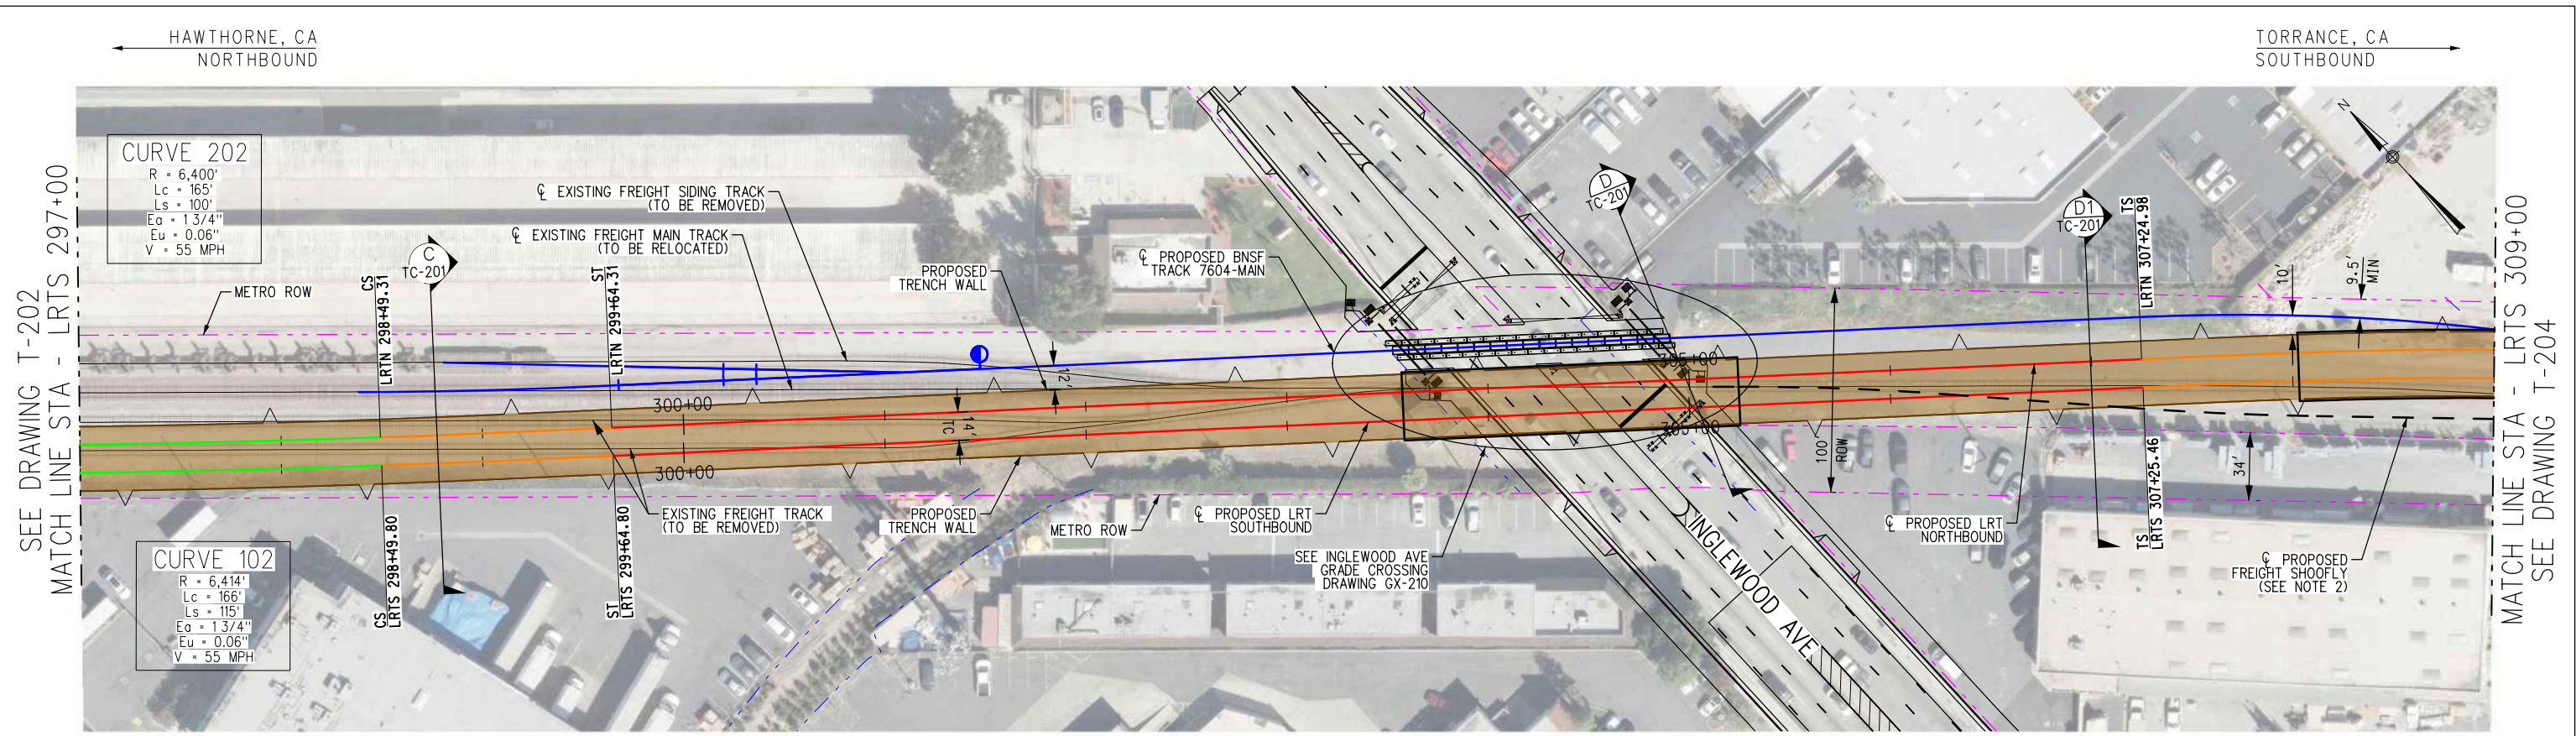 HAWTHORNE, CA
NORTHBOUND
TORRANCE, CA
SOUTHBOUND
SEE DRAWING T-202
MATCH LINE STA - LRTS 297+00
CURVE 202
R = 6,400'
Lc = 165'
Ls = 100'
Ea = 1 3/4"
Eu = 0.06"
V = 55 MPH
METRO ROW
CS
LRTN 298+49.31
C
TC-201
ST
LRTN 299+64.31
℄ EXISTING FREIGHT SIDING TRACK
(TO BE REMOVED)
℄ EXISTING FREIGHT MAIN TRACK
(TO BE RELOCATED)
PROPOSED
TRENCH WALL
℄ PROPOSED BNSF
TRACK 7604-MAIN
D
TC-201
D1
TC-201
TS
LRTN 307+24.98
N
10'
9.5'
MIN
12'
14'
TC
300+00
300+00
305+00
305+00
100'
ROW
34'
CURVE 102
R = 6,414'
Lc = 166'
Ls = 115'
Ea = 1 3/4"
Eu = 0.06"
V = 55 MPH
CS
LRTS 298+49.80
ST
LRTS 299+64.80
EXISTING FREIGHT TRACK
(TO BE REMOVED)
PROPOSED
TRENCH WALL
METRO ROW
℄ PROPOSED LRT
SOUTHBOUND
SEE INGLEWOOD AVE
GRADE CROSSING
DRAWING GX-210
INGLEWOOD AVE
℄ PROPOSED LRT
NORTHBOUND
TS
LRTS 307+25.46
℄ PROPOSED
FREIGHT SHOOFLY
(SEE NOTE 2)
MATCH LINE STA - LRTS 309+00
SEE DRAWING T-204